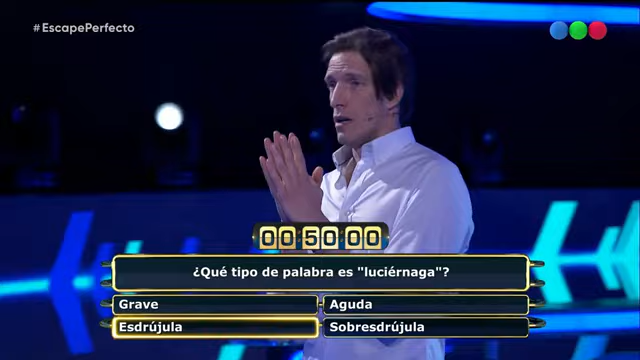 #EscapePerfecto
00 50 00
¿Qué tipo de palabra es "luciérnaga"?
Grave
Aguda
Esdrújula
Sobresdrújula